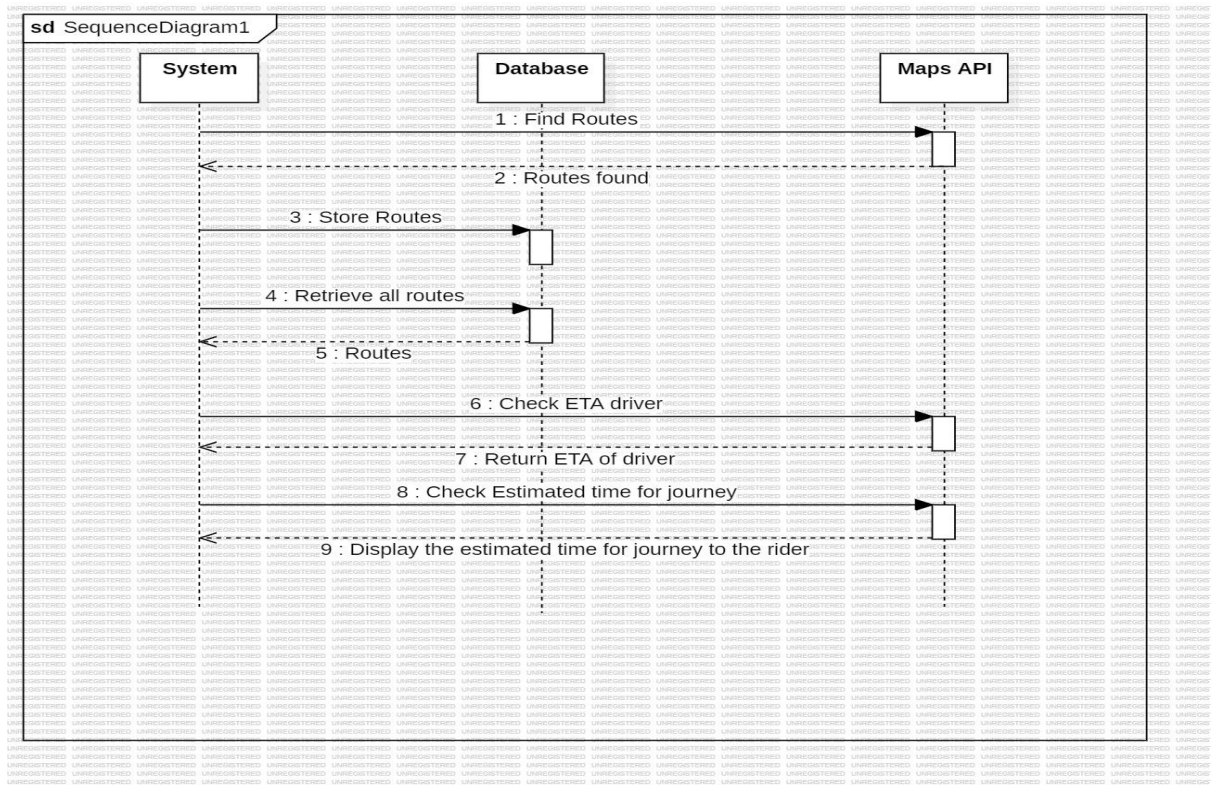 sd SequenceDiagram1
System
Database
Maps API
1 : Find Routes
2 : Routes found
3 : Store Routes
4 : Retrieve all routes
5 : Routes
6 : Check ETA driver
7 : Return ETA of driver
8 : Check Estimated time for journey
9 : Display the estimated time for journey to the rider
UNREGISTERED